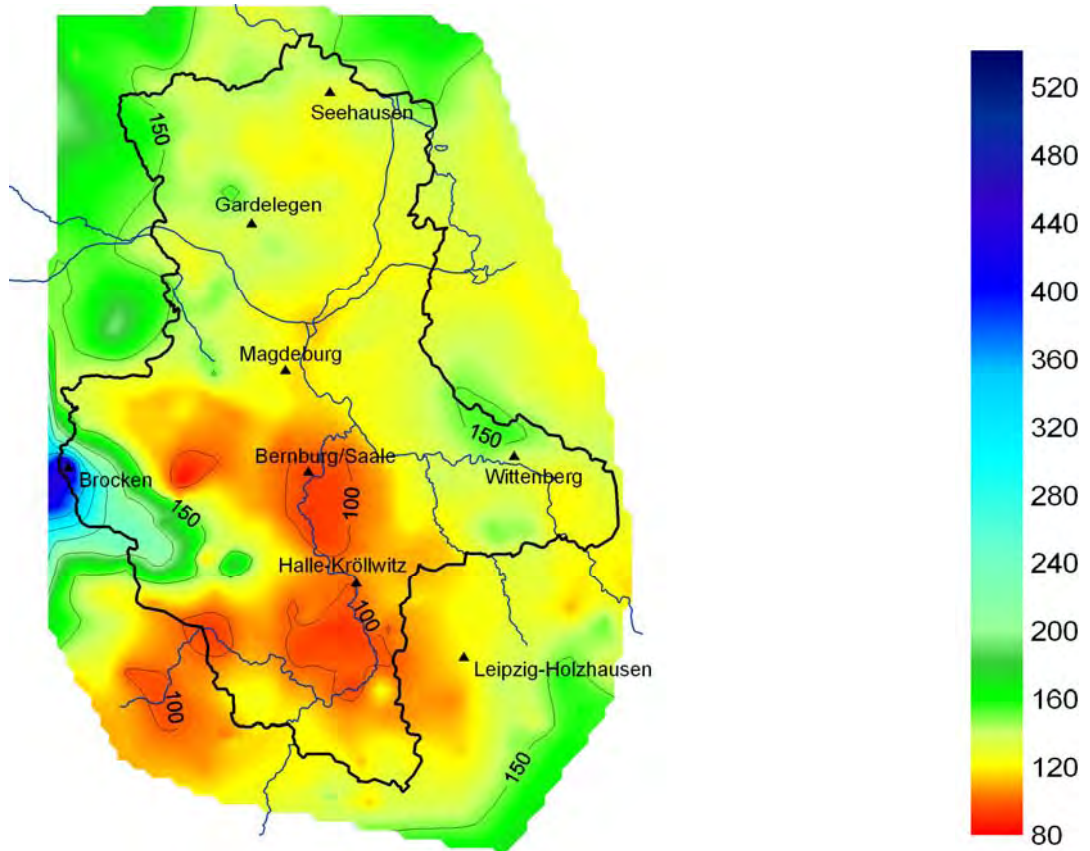 Seehausen
150
Gardelegen
Magdeburg
150
Bernburg/Saale
Wittenberg
Brocken
100
150
Halle-Kröllwitz
100
Leipzig-Holzhausen
100
150
520
480
440
400
360
320
280
240
200
160
120
80